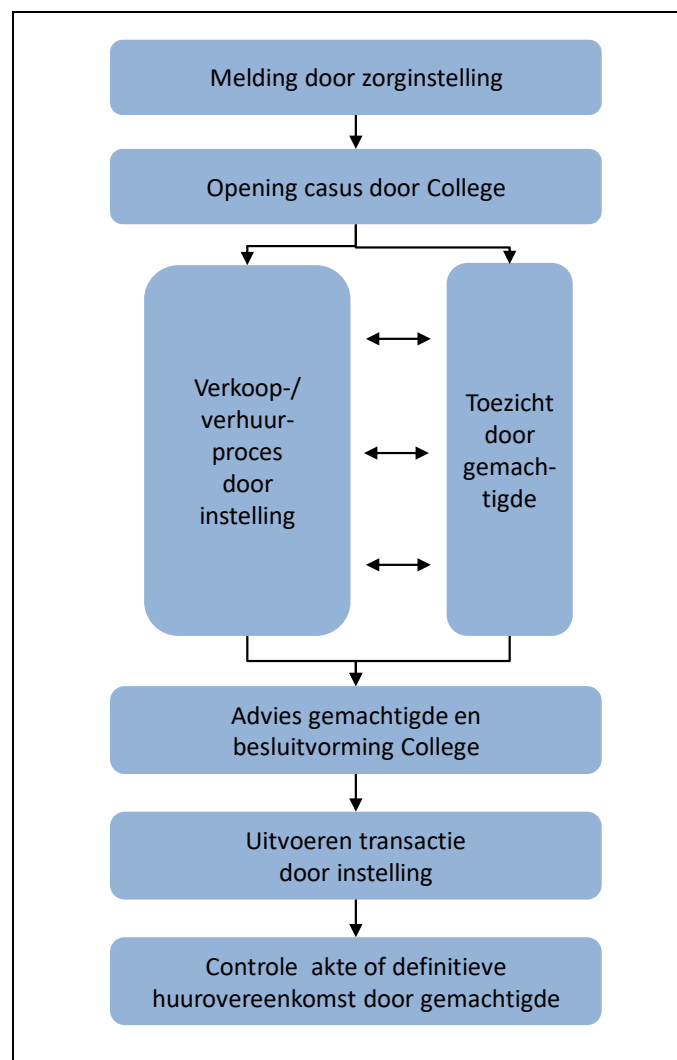 Melding door zorginstelling
Opening casus door College
Verkoop-/
verhuur-
proces
door
instelling
Toezicht
door
gemach-
tigde
Advies gemachtigde en
besluitvorming College
Uitvoeren transactie
door instelling
Controle  akte of definitieve
huurovereenkomst door gemachtigde